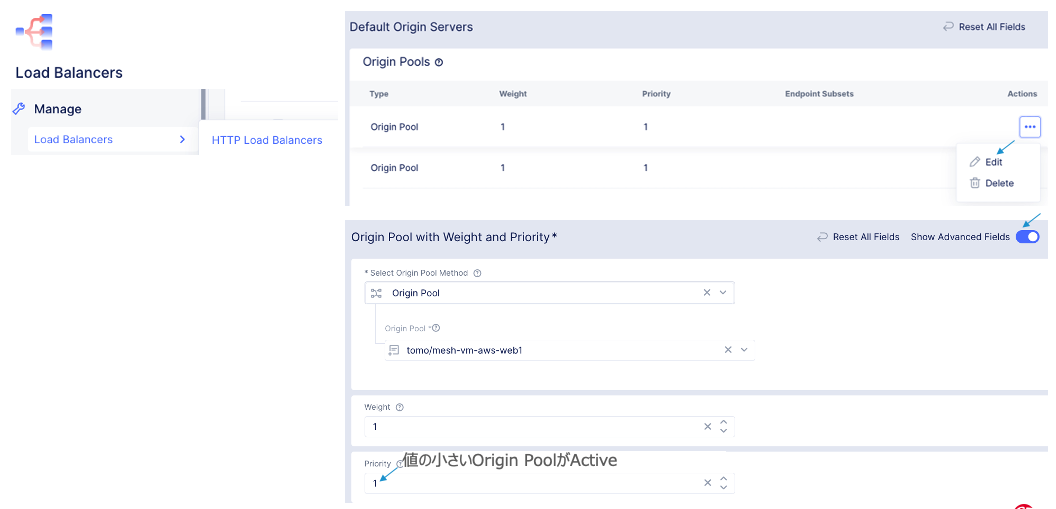 Load Balancers
Manage
Load Balancers
HTTP Load Balancers
Default Origin Servers
Reset All Fields
Origin Pools
Type Weight Priority Endpoint Subsets Actions
Origin Pool 1 1
Edit
Delete
Origin Pool 1 1
Origin Pool with Weight and Priority*
Reset All Fields Show Advanced Fields
* Select Origin Pool Method
Origin Pool
Origin Pool *
tomo/mesh-vm-aws-web1
Weight
1
Priority
値の小さいOrigin PoolがActive
1